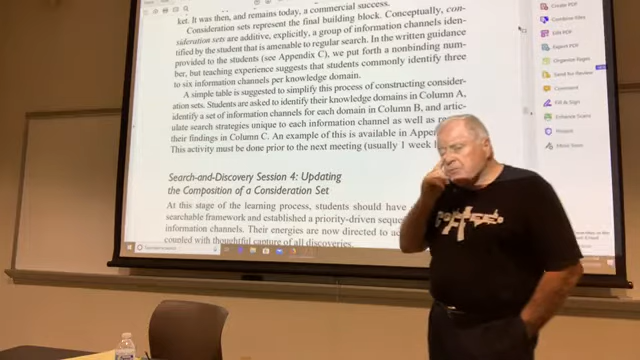 ket. It was then, and remains today, a commercial success.
Consideration sets represent the final building block. Conceptually, con-
sideration sets are additive, explicitly, a group of information channels iden-
tified by the student that is amenable to regular search. In the written guidance
provided to the students (see Appendix C), we put forth a nonbinding num-
ber, but teaching experience suggests that students commonly identify three
to six information channels per knowledge domain.
A simple table is suggested to simplify this process of constructing consider-
ation sets. Students are asked to identify their knowledge domains in Column A,
identify a set of information channels for each domain in Column B, and artic-
ulate search strategies unique to each information channel as well as
their findings in Column C. An example of this is available in
This activity must be done prior to the next meeting (usually 1 week
Search-and-Discovery Session 4: Updating
the Composition of a Consideration Set
At this stage of the learning process, students should have
searchable framework and established a priority-driven
information channels. Their energies are now directed to
coupled with thoughtful capture of all discoveries.
Create PDF
Combine Files
Edit PDF
Export PDF
Organize Pages
Send for Review
Comment
Fill & Sign
Enhance Scans
Protect
More Tools